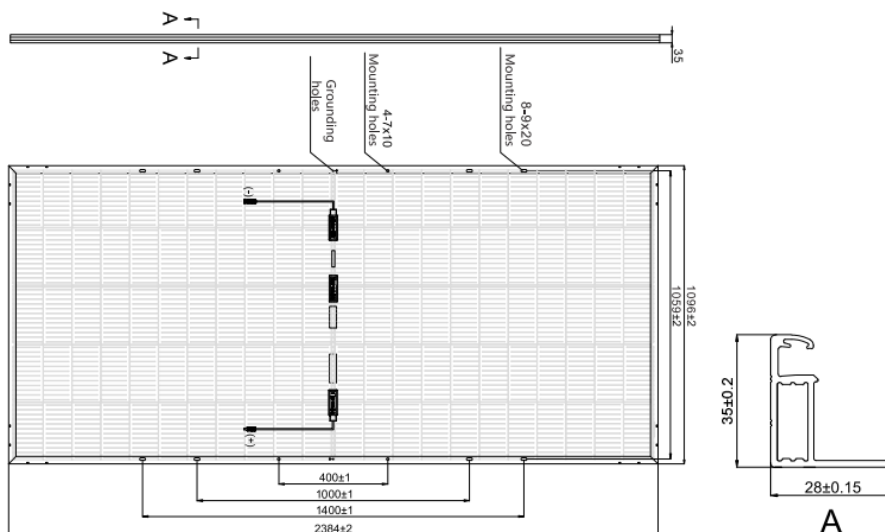 A
A
35
Grounding
holes
4-7x10
Mounting holes
8-9x20
Mounting holes
(-)
(+)
1059±2
1096±2
400±1
1000±1
1400±1
2384±2
35±0.2
28±0.15
A